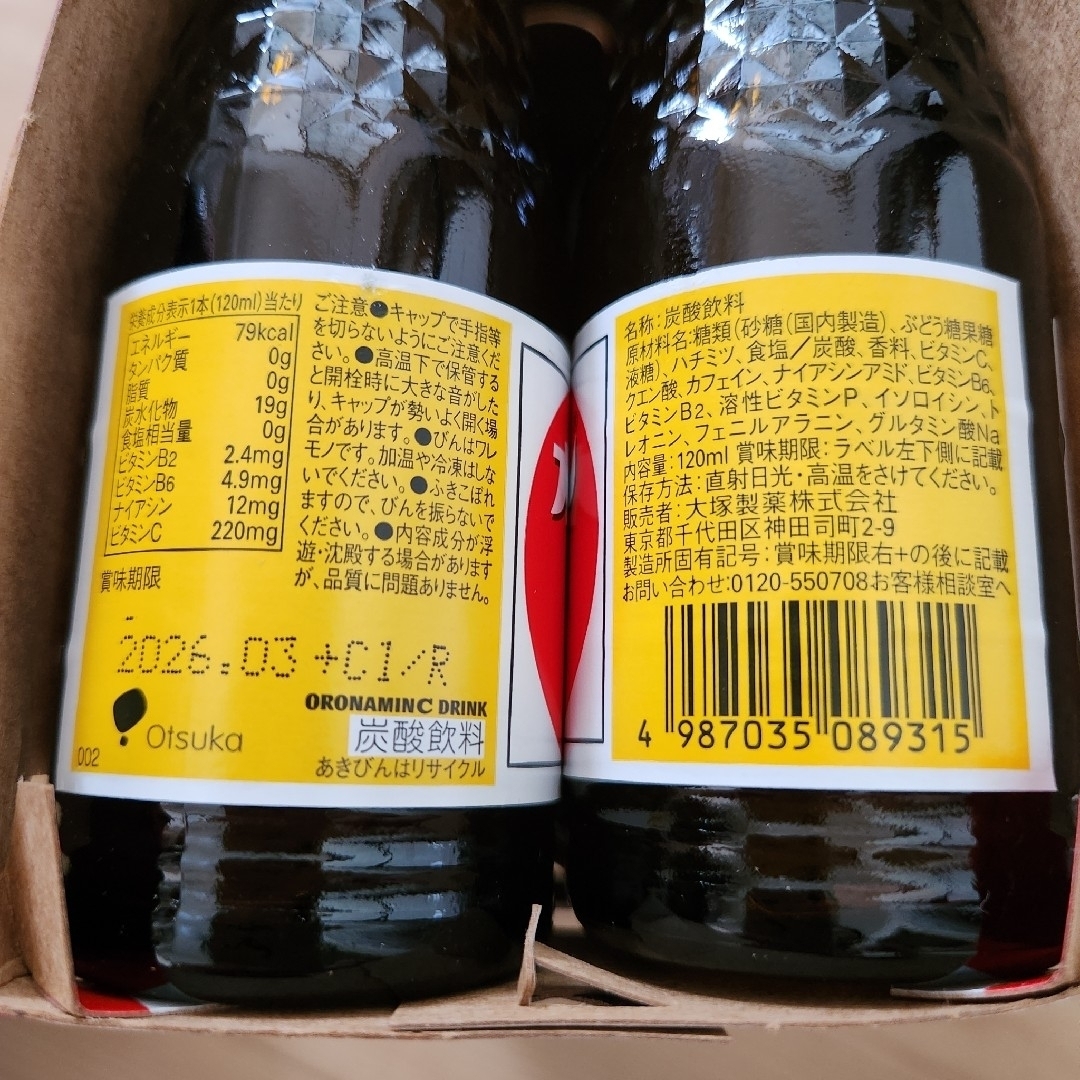 栄養成分表示1本(120ml)当たり
エネルギー 79kcal
タンパク質 0g
脂質 0g
炭水化物 19g
食塩相当量 0g
ビタミンB2 2.4mg
ビタミンB6 4.9mg
ナイアシン 12mg
ビタミンC 220mg
賞味期限
ご注意●キャップで手指等
を切らないようにご注意くだ
さい。●高温下で保管する
と開栓時に大きな音がした
り、キャップが勢いよく開く場
合があります。●びんはワレ
モノです。加温や冷凍はしな
いでください。●ふきこぼれ
ますので、びんを振らないで
ください。●内容成分が浮
遊・沈殿する場合があります
が、品質に問題ありません。
2026.03+C1/R
ORONAMIN C DRINK
Otsuka
炭酸飲料
002
あきびんはリサイクル
名称:炭酸飲料
原材料名:糖類(砂糖(国内製造)、ぶどう糖果糖
液糖)、ハチミツ、食塩/炭酸、香料、ビタミンC、
クエン酸、カフェイン、ナイアシンアミド、ビタミンB6、
ビタミンB2、溶性ビタミンP、イソロイシン、ト
レオニン、フェニルアラニン、グルタミン酸Na
内容量:120ml 賞味期限:ラベル左下側に記載
保存方法:直射日光・高温をさけてください。
販売者:大塚製薬株式会社
東京都千代田区神田司町2-9
製造所固有記号:賞味期限右+の後に記載
お問い合わせ:0120-550708お客様相談室へ
4 987035 089315